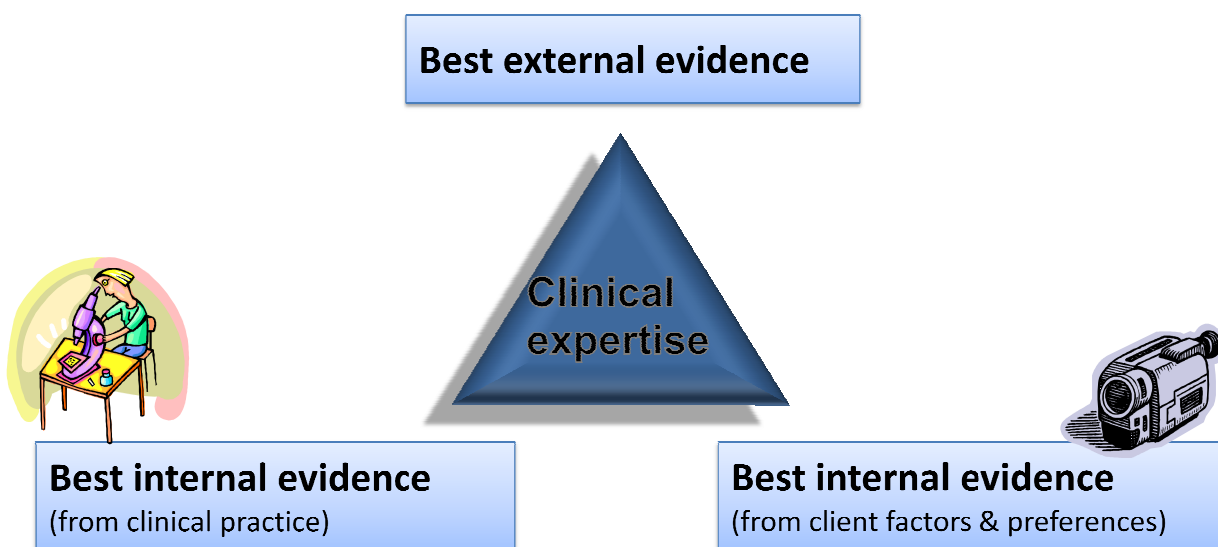 Best external evidence
Clinical
expertise
Best internal evidence
(from clinical practice)
Best internal evidence
(from client factors & preferences)